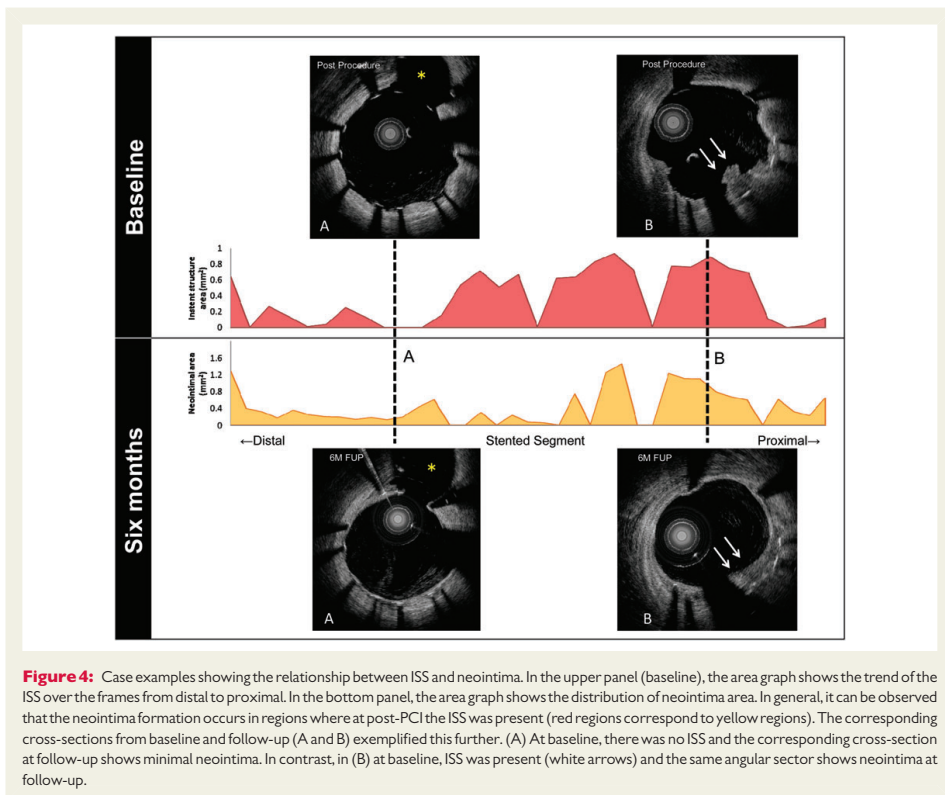 Baseline
Post Procedure
*
A
Post Procedure
B
Instent structure
area (mm²)
1
0.8
0.6
0.4
0.2
0
Six months
A
B
Neointimal area
(mm²)
1.6
1.2
0.8
0.4
0
←Distal
Stented Segment
Proximal→
6M FUP
*
A
6M FUP
B
Figure 4: Case examples showing the relationship between ISS and neointima. In the upper panel (baseline), the area graph shows the trend of the
ISS over the frames from distal to proximal. In the bottom panel, the area graph shows the distribution of neointima area. In general, it can be observed
that the neointima formation occurs in regions where at post-PCI the ISS was present (red regions correspond to yellow regions). The corresponding
cross-sections from baseline and follow-up (A and B) exemplified this further. (A) At baseline, there was no ISS and the corresponding cross-section
at follow-up shows minimal neointima. In contrast, in (B) at baseline, ISS was present (white arrows) and the same angular sector shows neointima at
follow-up.